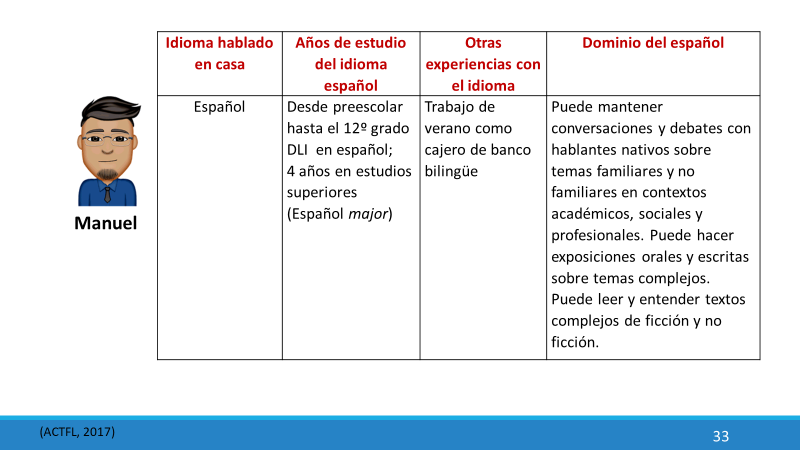 Idioma hablado
en casa
Años de estudio
del idioma
español
Otras
experiencias con
el idioma
Dominio del español
Manuel
Español
Desde preescolar
hasta el 12º grado
DLI en español;
4 años en estudios
superiores
(Español major)
Trabajo de
verano como
cajero de banco
bilingüe
Puede mantener
conversaciones y debates con
hablantes nativos sobre
temas familiares y no
familiares en contextos
académicos, sociales y
profesionales. Puede hacer
exposiciones orales y escritas
sobre temas complejos.
Puede leer y entender textos
complejos de ficción y no
ficción.
(ACTFL, 2017)
33